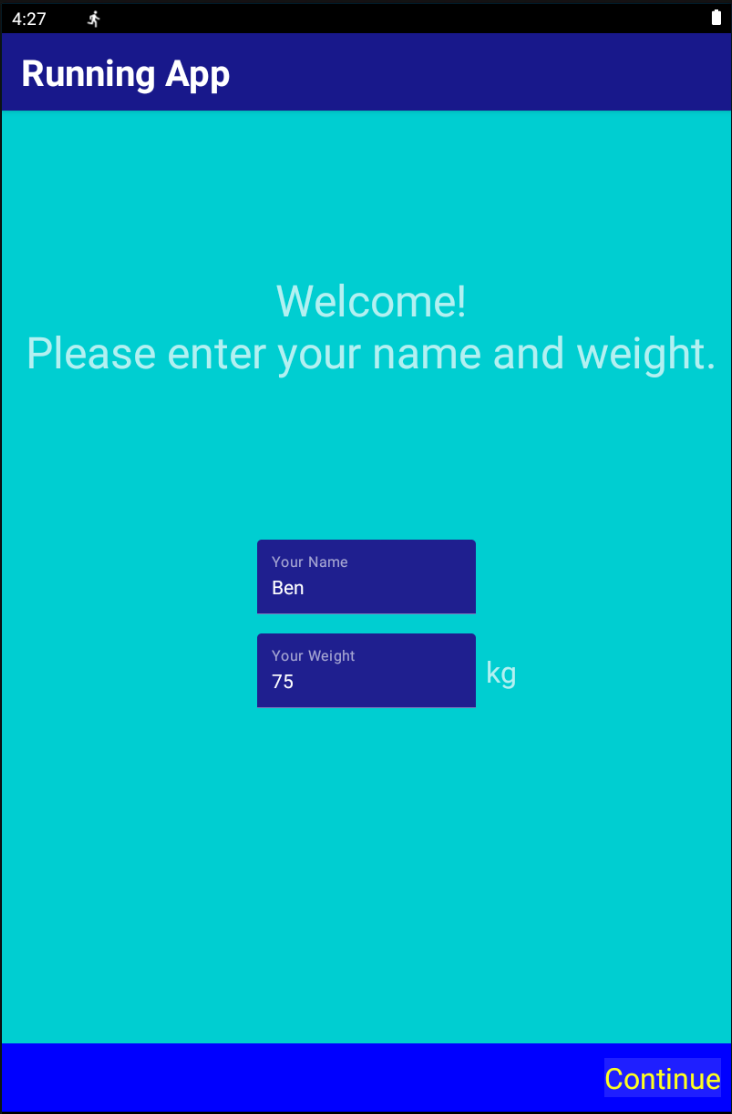 4:27
Running App
Welcome!
Please enter your name and weight.
Your Name
Ben
Your Weight
75
kg
Continue